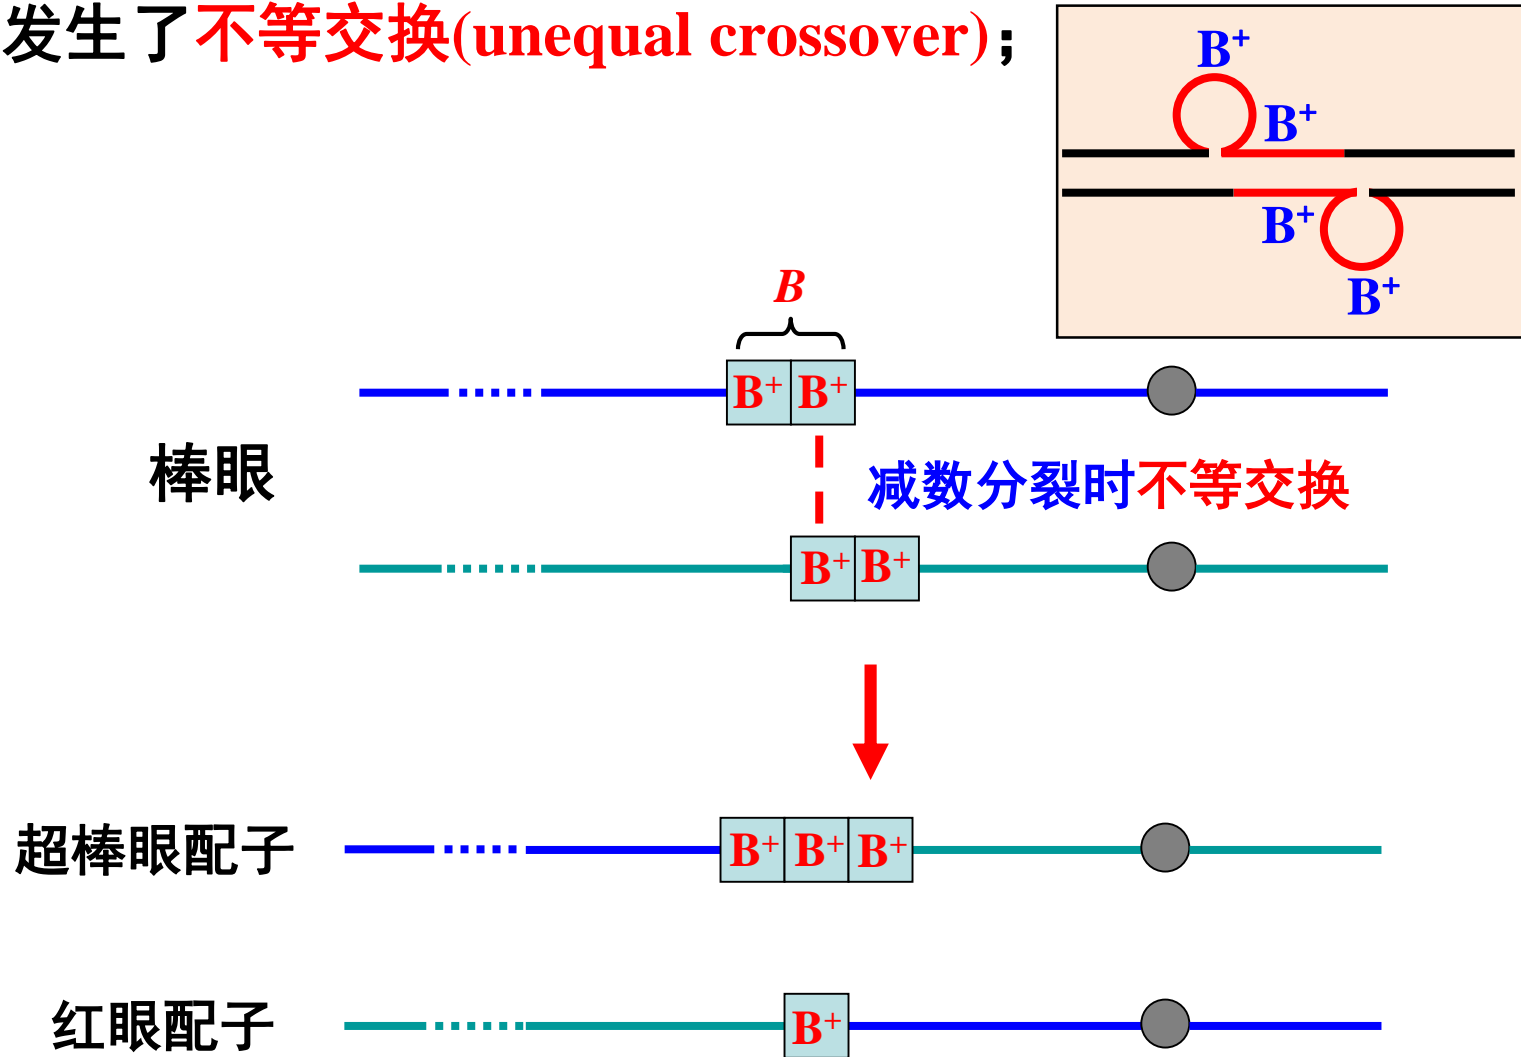 发生了不等交换(unequal crossover)；
B⁺
B⁺
B⁺
B⁺
B
B⁺ B⁺
棒眼
减数分裂时不等交换
B⁺ B⁺
超棒眼配子 B⁺ B⁺ B⁺
红眼配子 B⁺